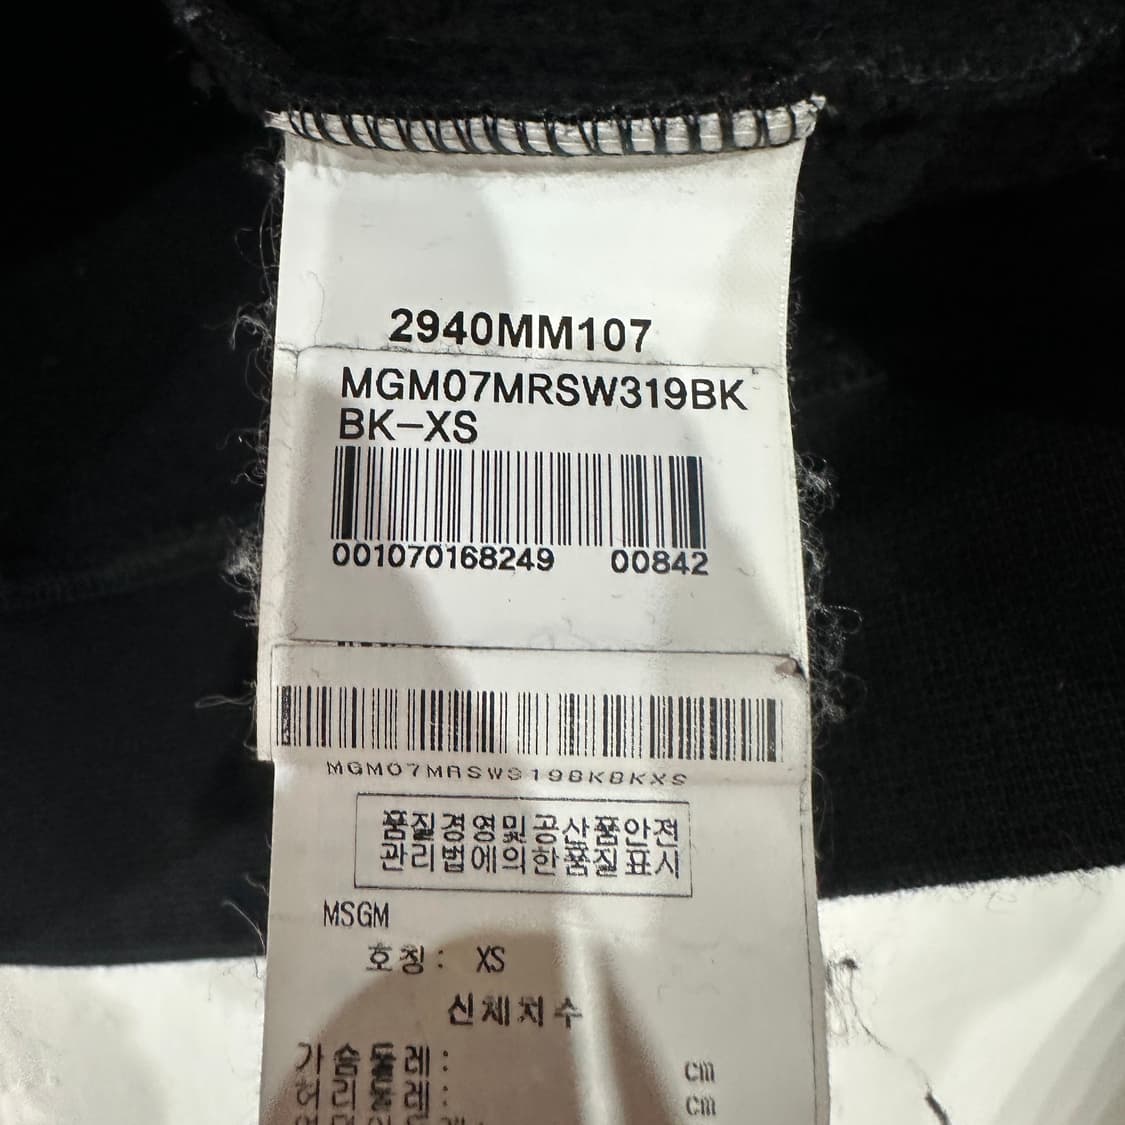 2940MM107
MGM07MRSW319BK
BK-XS
001070168249 00842
MGM07MRSW319BKBKXS
품질경영및공산품안전
관리법에의한품질표시
MSGM
호칭: XS
신체치수
가슴둘레: cm
허리둘레: cm